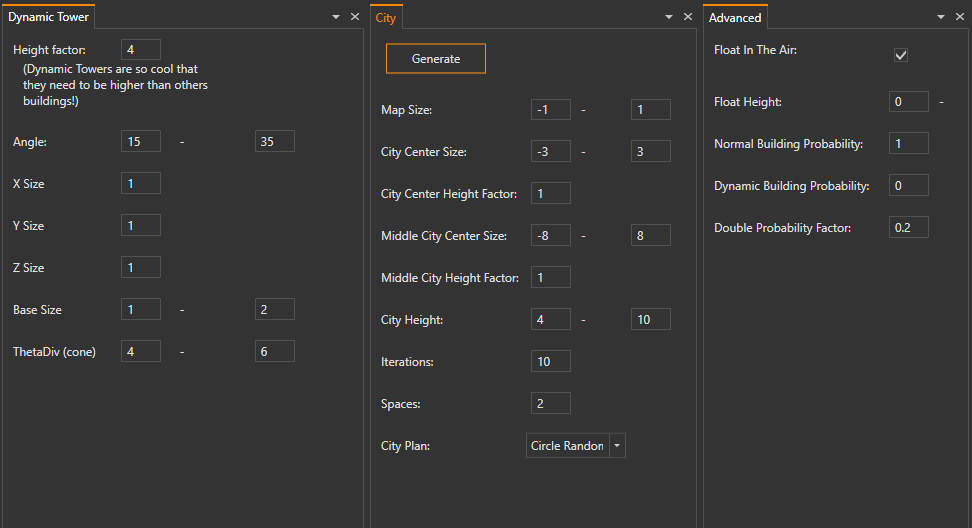 Dynamic Tower
Height factor: 4
(Dynamic Towers are so cool that
they need to be higher than others
buildings!)
Angle: 15 - 35
X Size 1
Y Size 1
Z Size 1
Base Size 1 - 2
ThetaDiv (cone) 4 - 6
City
Generate
Map Size: -1 - 1
City Center Size: -3 - 3
City Center Height Factor: 1
Middle City Center Size: -8 - 8
Middle City Height Factor: 1
City Height: 4 - 10
Iterations: 10
Spaces: 2
City Plan: Circle Randon
Advanced
Float In The Air:
Float Height: 0 -
Normal Building Probability: 1
Dynamic Building Probability: 0
Double Probability Factor: 0.2